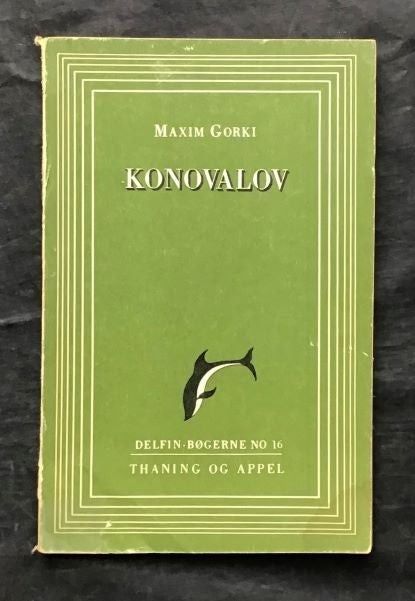 MAXIM GORKI
KONOVALOV
DELFIN·BØGERNE NO 16
THANING OG APPEL